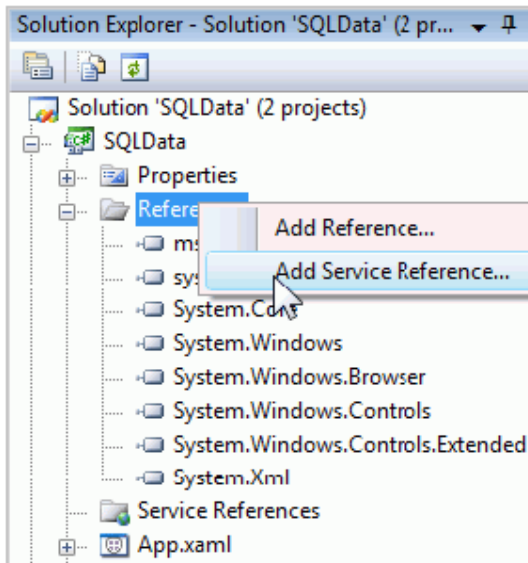 Solution Explorer - Solution 'SQLData' (2 pr...
Solution 'SQLData' (2 projects)
SQLData
Properties
Add Reference...
Add Service Reference...
System.Windows
System.Windows.Browser
System.Windows.Controls
System.Windows.Controls.Extended
System.Xml
Service References
App.xaml